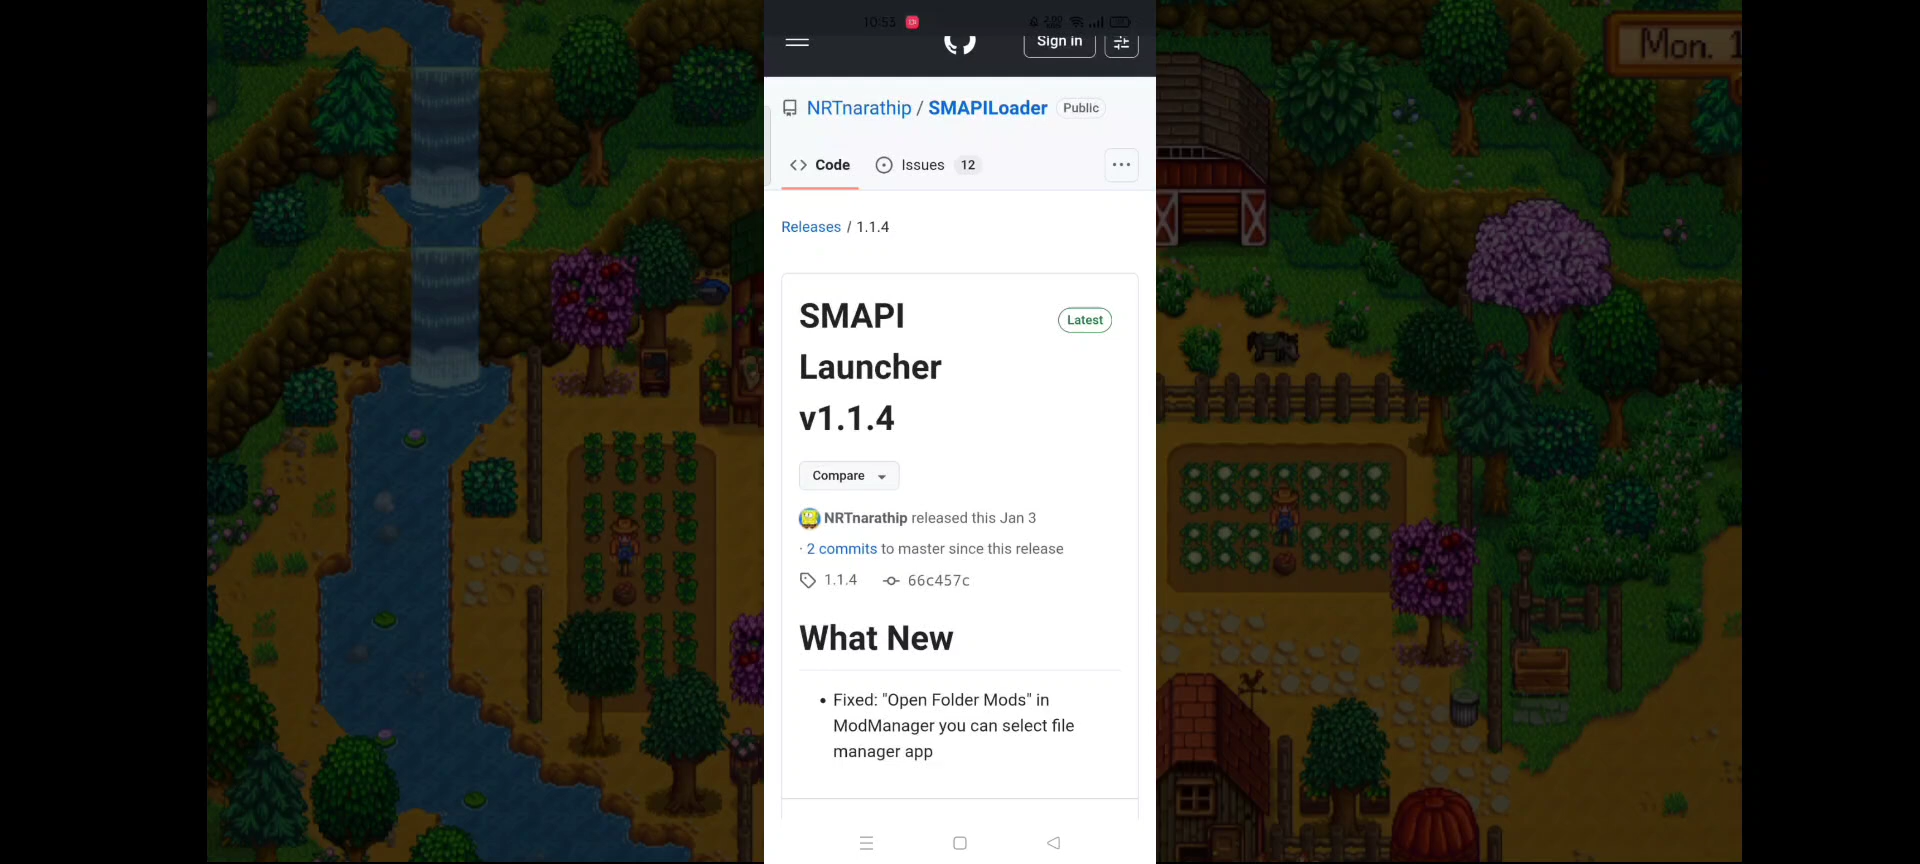 10:53
Mon. 1
Sign in
NRTnarathip / SMAPILoader Public
Code Issues 12
Releases / 1.1.4
SMAPI
Latest
Launcher
v1.1.4
Compare
NRTnarathip released this Jan 3
· 2 commits to master since this release
1.1.4 66c457c
What New
• Fixed: "Open Folder Mods" in
ModManager you can select file
manager app